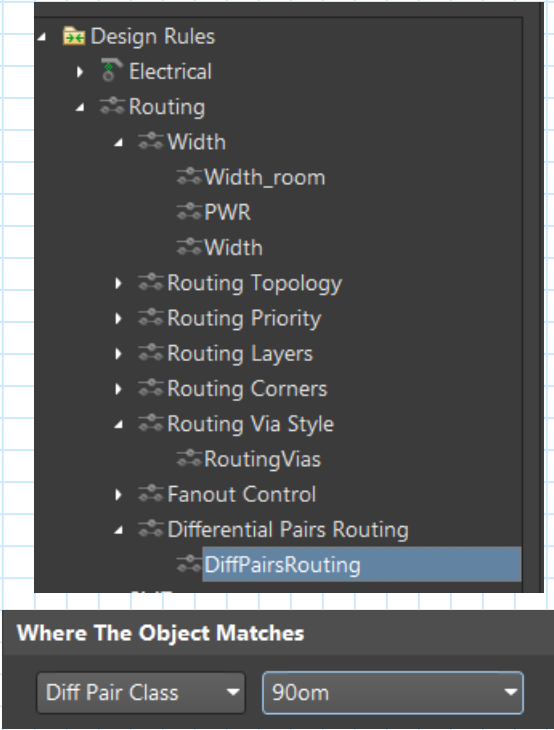 Design Rules
Electrical
Routing
Width
Width_room
PWR
Width
Routing Topology
Routing Priority
Routing Layers
Routing Corners
Routing Via Style
RoutingVias
Fanout Control
Differential Pairs Routing
DiffPairsRouting
Where The Object Matches
Diff Pair Class 90om